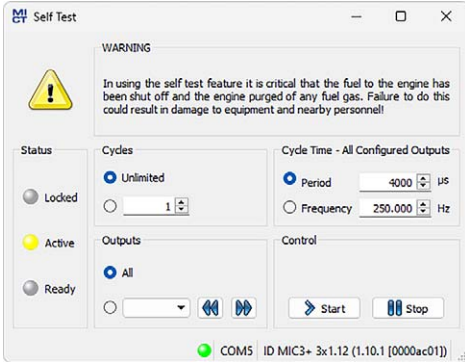 MICT Self Test
WARNING
In using the self test feature it is critical that the fuel to the engine has
been shut off and the engine purged of any fuel gas. Failure to do this
could result in damage to equipment and nearby personnel!
Status
Locked
Active
Ready
Cycles
Unlimited
1
Cycle Time - All Configured Outputs
Period 4000 µs
Frequency 250.000 Hz
Outputs
All
Control
Start Stop
COM5 ID MIC3+ 3x1.12 (1.10.1 [0000ac01])